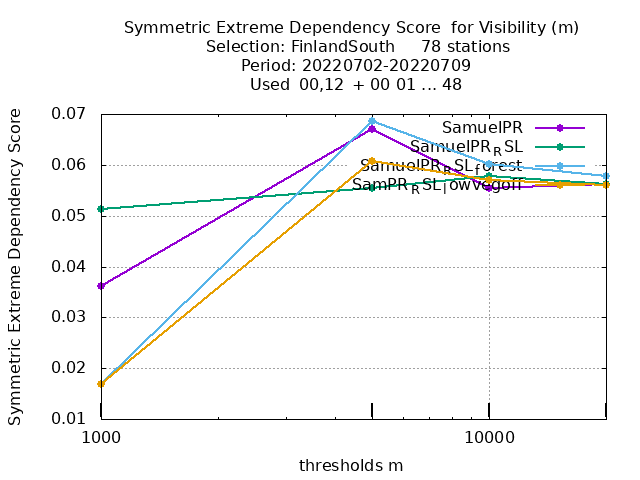 Symmetric Extreme Dependency Score for Visibility (m)
Selection: FinlandSouth 78 stations
Period: 20220702-20220709
Used 00,12 + 00 01 ... 48
Symmetric Extreme Dependency Score
0.07
0.06
0.05
0.04
0.03
0.02
0.01
SamuelPR
SamuelPR_RSL
SamuelPR_RSL_forest
SamPR_RSL_lowvegoff
1000
10000
thresholds m